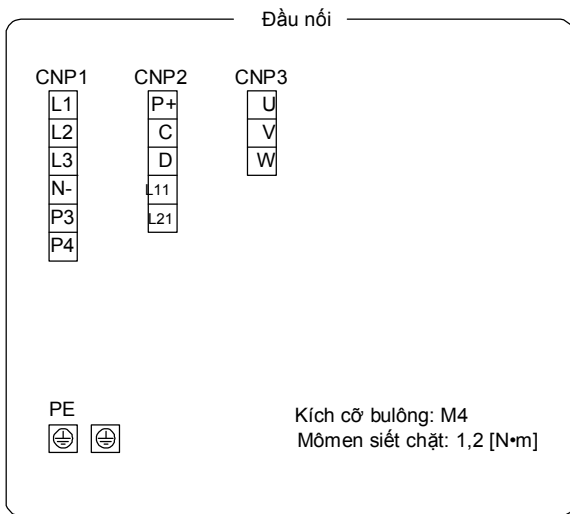 Đầu nối
CNP1
L1
L2
L3
N-
P3
P4
CNP2
P+
C
D
L11
L21
CNP3
U
V
W
PE
Kích cỡ bulông: M4
Mômen siết chặt: 1,2 [N•m]